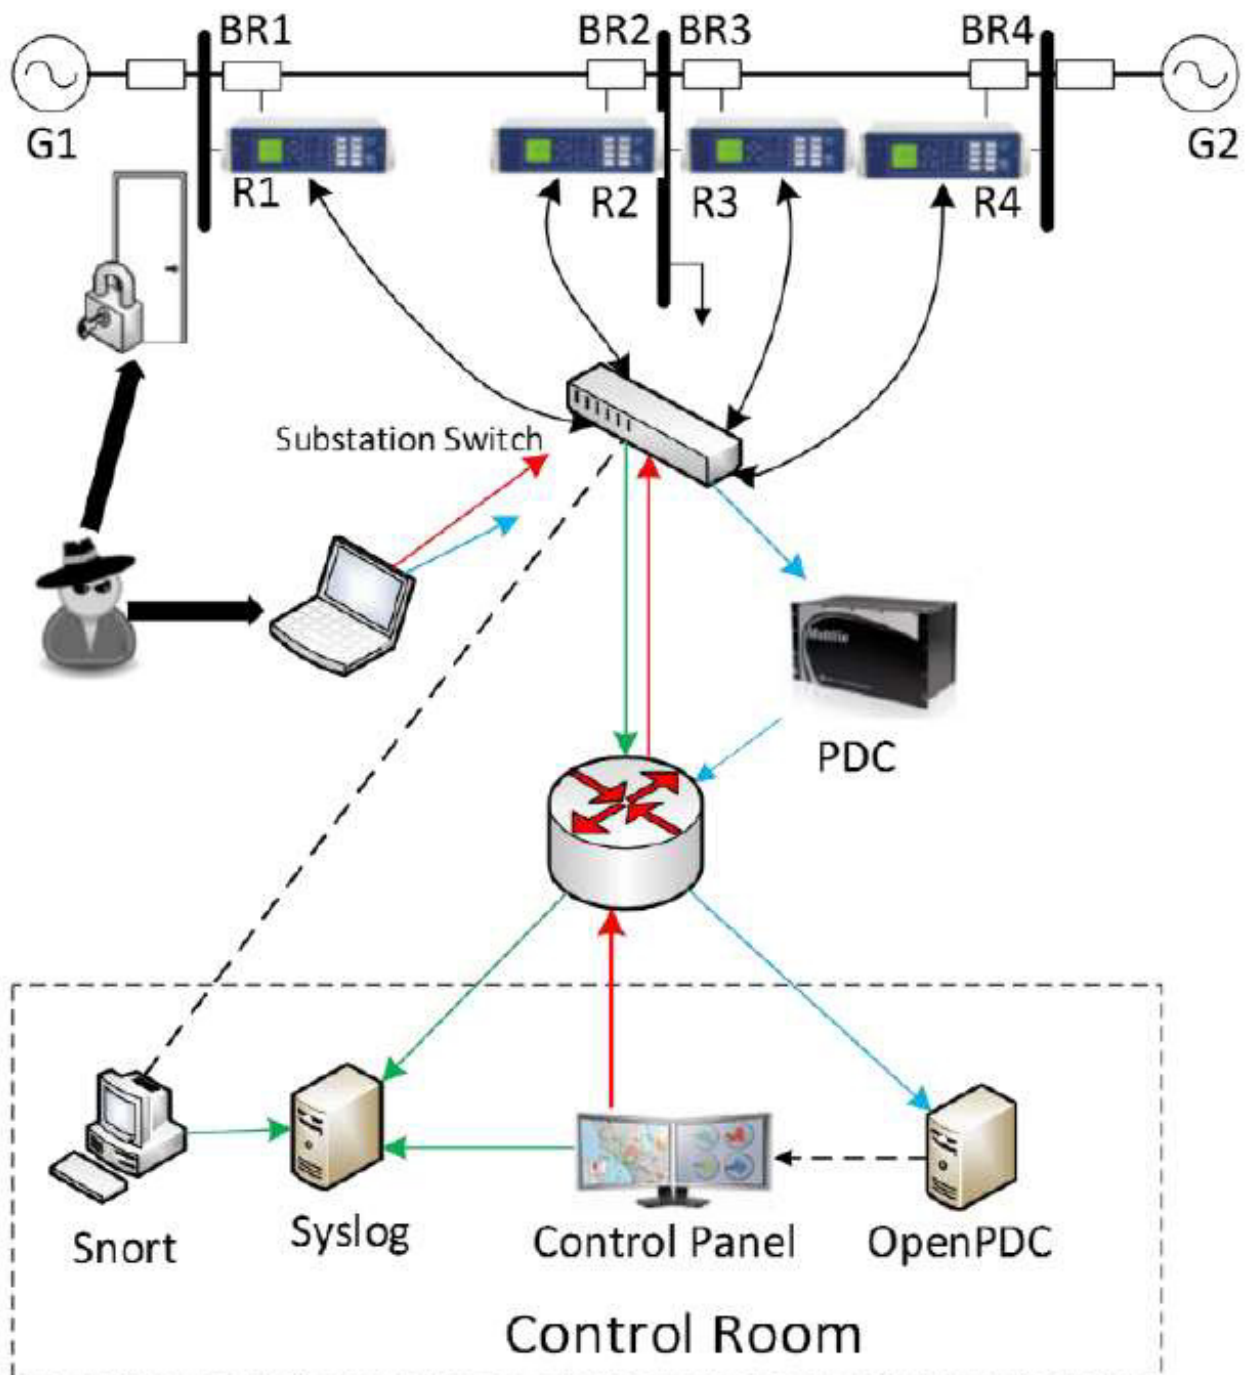 BR1
BR2
BR3
BR4
G1
G2
R1
R2
R3
R4
Substation Switch
PDC
Snort
Syslog
Control Panel
OpenPDC
Control Room